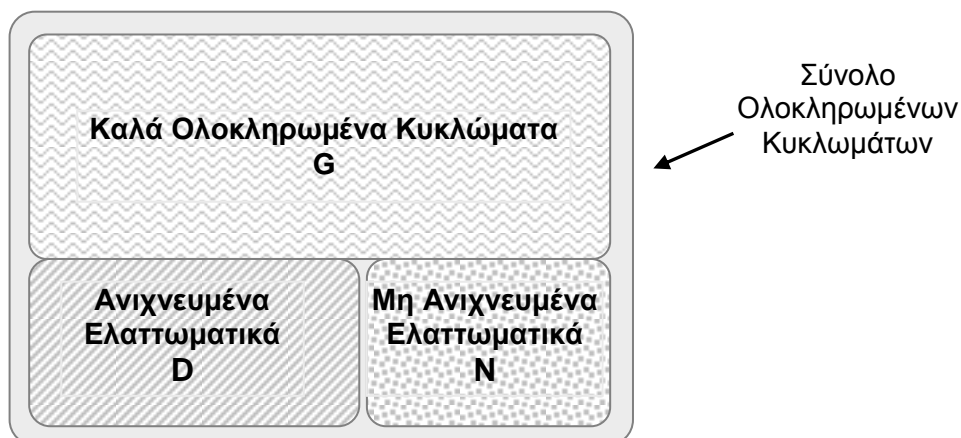 Καλά Ολοκληρωμένα Κυκλώματα
G
Σύνολο
Ολοκληρωμένων
Κυκλωμάτων
Ανιχνευμένα
Ελαττωματικά
D
Μη Ανιχνευμένα
Ελαττωματικά
N